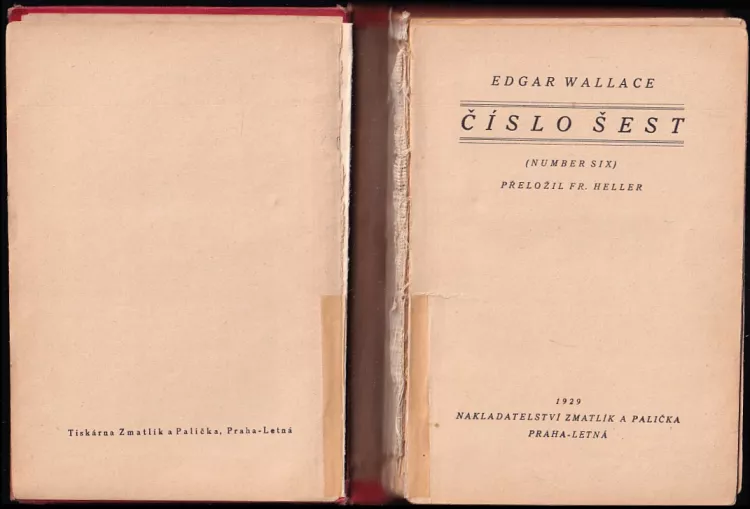 Tiskárna Zmatlík a Palička, Praha-Letná
EDGAR WALLACE
ČÍSLO ŠEST
(NUMBER SIX)
PŘELOŽIL FR. HELLER
1929
NAKLADATELSTVÍ ZMATLÍK A PALIČKA
PRAHA-LETNÁ